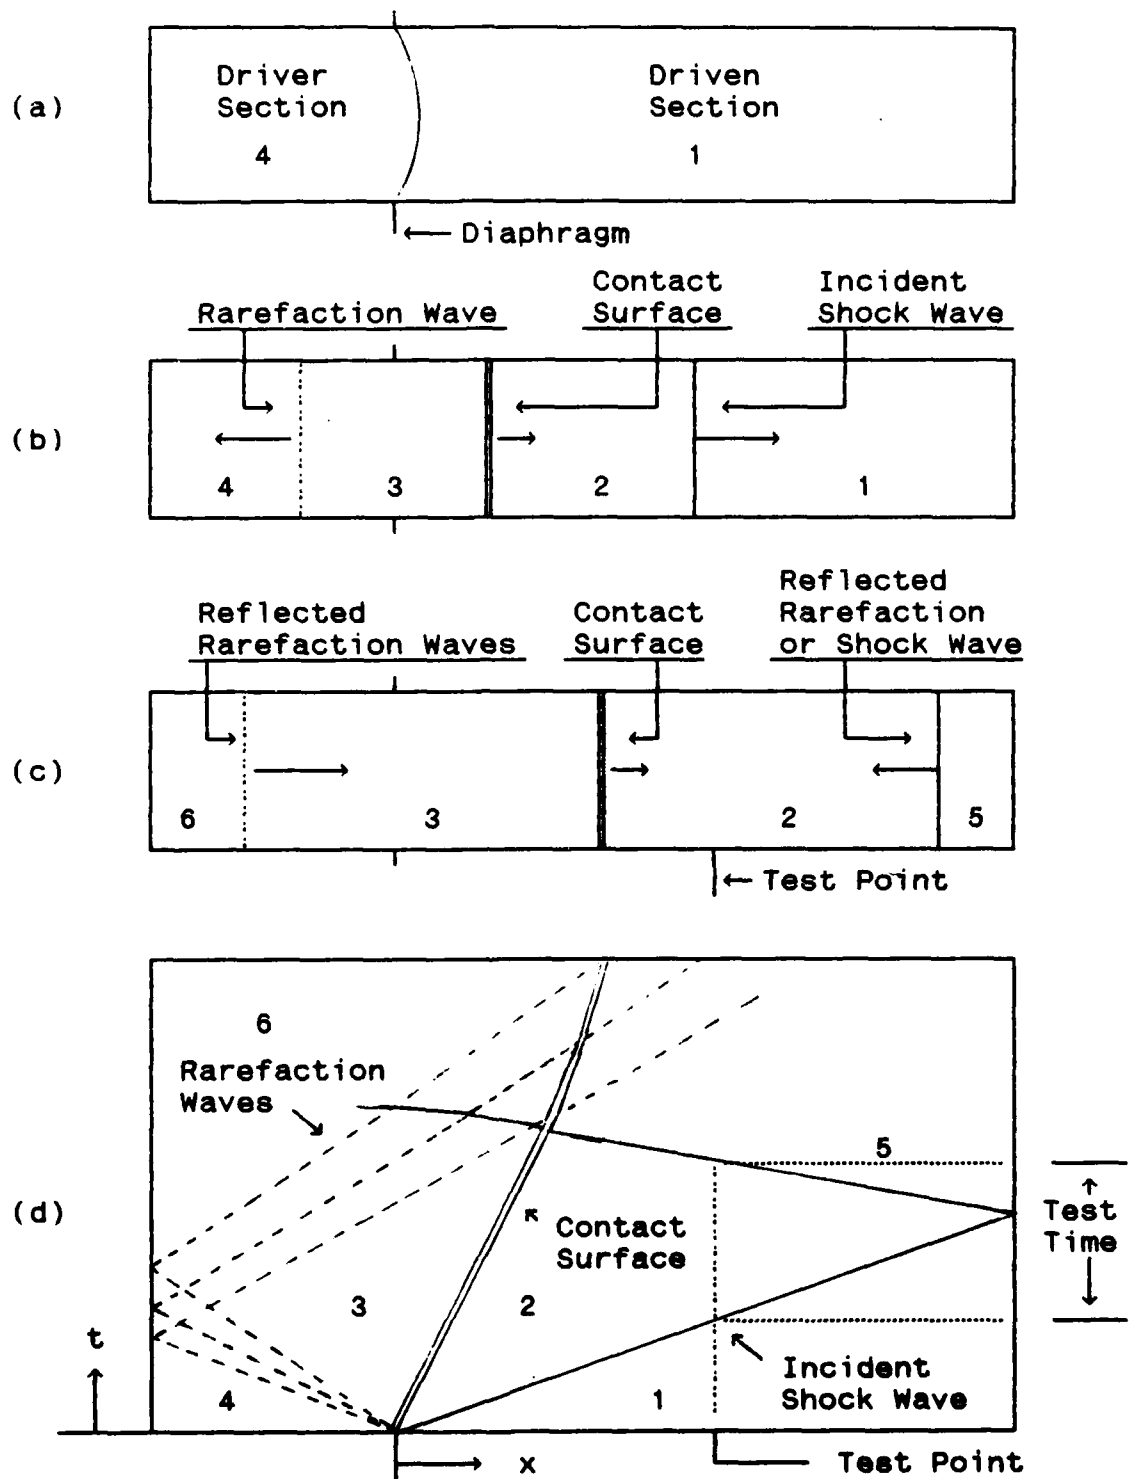 (a)
Driver
Section
4
Driven
Section
1
Diaphragm
(b)
Rarefaction Wave
Contact
Surface
Incident
Shock Wave
4
3
2
1
(c)
Reflected
Rarefaction Waves
Contact
Surface
Reflected
Rarefaction
or Shock Wave
6
3
2
5
Test Point
(d)
6
Rarefaction
Waves
5
Test
Time
Contact
Surface
3
2
t
Incident
Shock Wave
4
1
x
Test Point